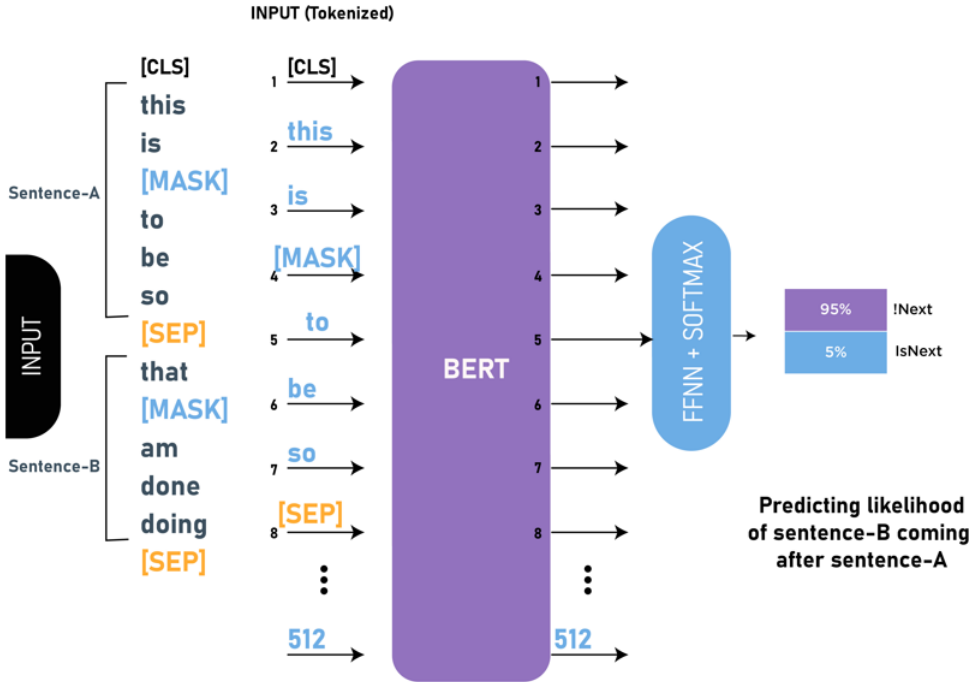 INPUT (Tokenized)
INPUT
Sentence-A
Sentence-B
[CLS]
this
is
[MASK]
to
be
so
[SEP]
that
[MASK]
am
done
doing
[SEP]
1 [CLS]
2 this
3 is
4 [MASK]
5 to
6 be
7 so
8 [SEP]
512
BERT
1
2
3
4
5
6
7
8
512
FFNN + SOFTMAX
95% !Next
5% IsNext
Predicting likelihood
of sentence-B coming
after sentence-A